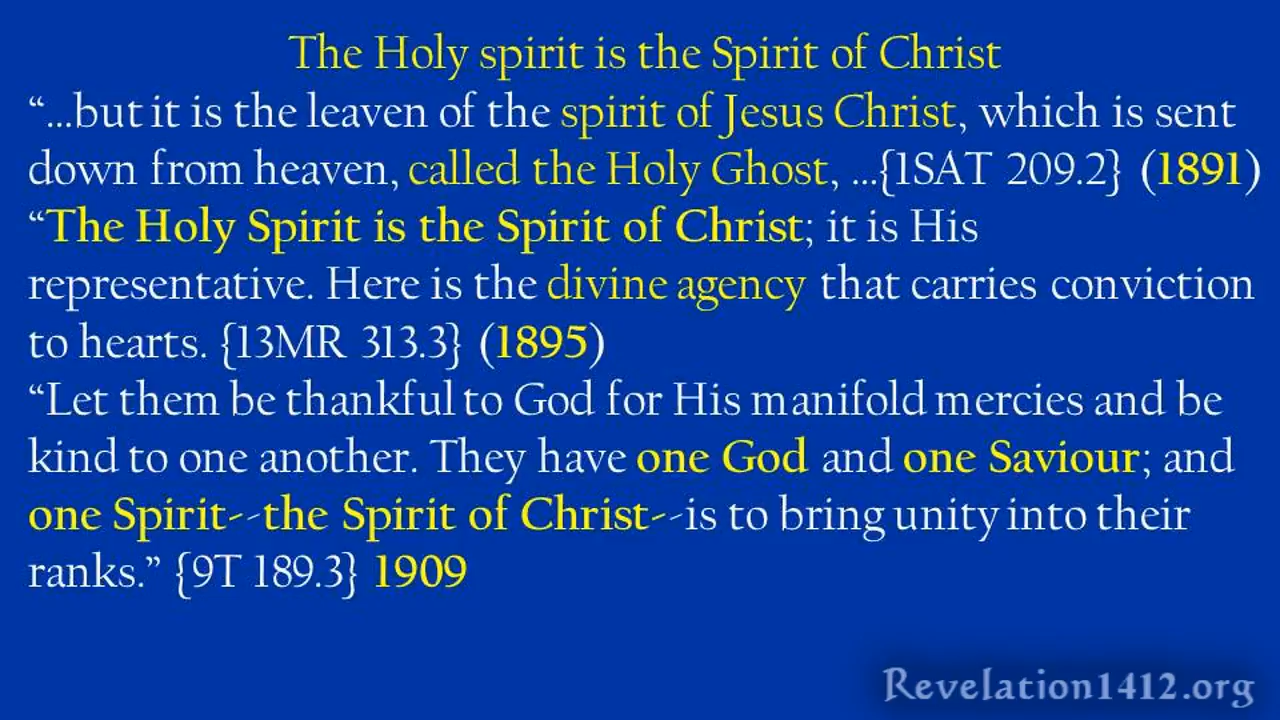 The Holy spirit is the Spirit of Christ
“...but it is the leaven of the spirit of Jesus Christ, which is sent
down from heaven, called the Holy Ghost, ...{1SAT 209.2} (1891)
“The Holy Spirit is the Spirit of Christ; it is His
representative. Here is the divine agency that carries conviction
to hearts. {13MR 313.3} (1895)
“Let them be thankful to God for His manifold mercies and be
kind to one another. They have one God and one Saviour; and
one Spirit--the Spirit of Christ--is to bring unity into their
ranks.” {9T 189.3} 1909
Revelation1412.org